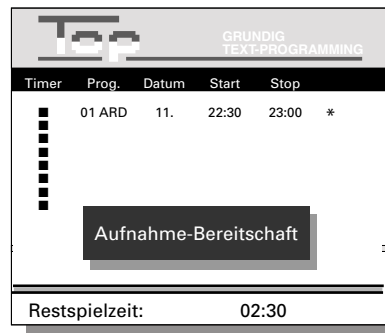 Top
GRUNDIG
TEXT-PROGRAMMING
Timer Prog. Datum Start Stop
01 ARD 11. 22:30 23:00 *
Aufnahme-Bereitschaft
Restspielzeit: 02:30